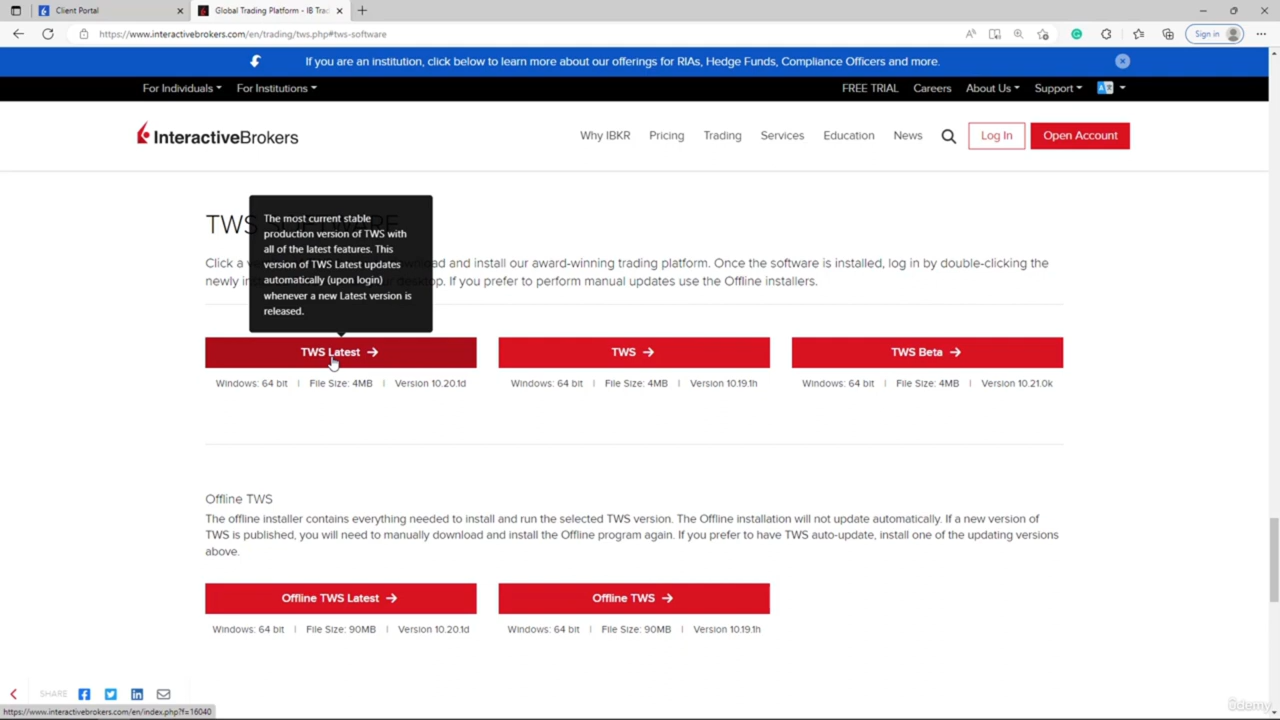 Client Portal
Global Trading Platform - IB Trad
https://www.interactivebrokers.com/en/trading/tws.php#tws-software
Sign in
If you are an institution, click below to learn more about our offerings for RIAs, Hedge Funds, Compliance Officers and more.
For Individuals
For Institutions
FREE TRIAL
Careers
About Us
Support
InteractiveBrokers
Why IBKR
Pricing
Trading
Services
Education
News
Log In
Open Account
TWS SOFTWARE
The most current stable
production version of TWS with
all of the latest features. This
version of TWS Latest updates
automatically (upon login)
whenever a new Latest version is
released.
Click a ownload and install our award-winning trading platform. Once the software is installed, log in by double-clicking the
newly in desktop. If you prefer to perform manual updates use the Offline installers.
TWS Latest →
TWS →
TWS Beta →
Windows: 64 bit | File Size: 4MB | Version 10.20.1d
Windows: 64 bit | File Size: 4MB | Version 10.19.1h
Windows: 64 bit | File Size: 4MB | Version 10.21.0k
Offline TWS
The offline installer contains everything needed to install and run the selected TWS version. The Offline installation will not update automatically. If a new version of
TWS is published, you will need to manually download and install the Offline program again. If you prefer to have TWS auto-update, install one of the updating versions
above.
Offline TWS Latest →
Offline TWS →
Windows: 64 bit | File Size: 90MB | Version 10.20.1d
Windows: 64 bit | File Size: 90MB | Version 10.19.1h
SHARE
https://www.interactivebrokers.com/en/index.php?f=16040
ûdemy